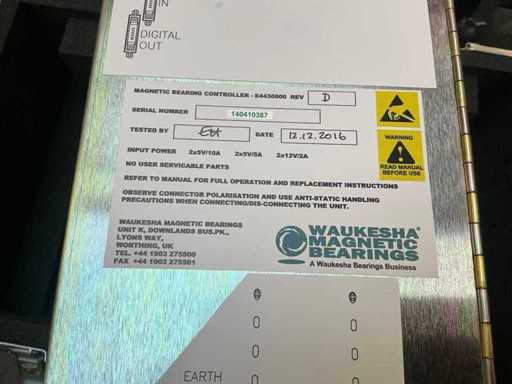 IN
DIGITAL
OUT
MAGNETIC BEARING CONTROLLER - E4430800 REV D
SERIAL NUMBER 140410387
TESTED BY DATE 12.12.2016
INPUT POWER 2x5V/10A 2x5V/5A 2x12V/2A
NO USER SERVICABLE PARTS
REFER TO MANUAL FOR FULL OPERATION AND REPLACEMENT INSTRUCTIONS
OBSERVE CONNECTOR POLARISATION AND USE ANTI-STATIC HANDLING
PRECAUTIONS WHEN CONNECTING/DIS-CONNECTING THE UNIT.
WARNING
READ MANUAL
BEFORE USE
WAUKESHA MAGNETIC BEARINGS
UNIT K, DOWNLANDS BUS.PK.,
LYONS WAY,
WORTHING, UK
TEL. +44 1903 275500
FAX +44 1903 275501
WAUKESHA
MAGNETIC
BEARINGS
A Waukesha Bearings Business
EARTH